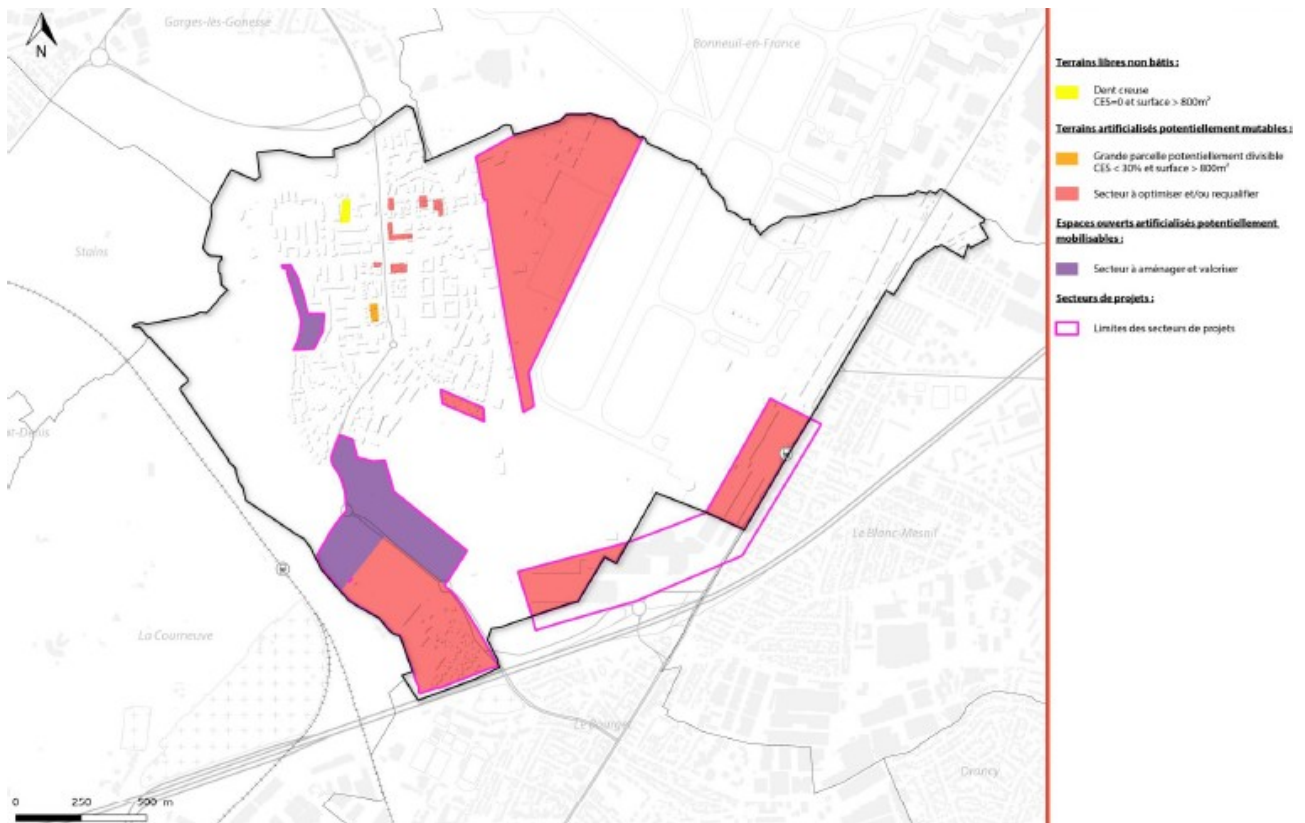 Garges-lès-Gonesse
Bonneuil-en-France
N
Stains
La Courneuve
Le Blanc-Mesnil
Le Bourget
Drancy
0 250 500 m
Terrains libres non bâtis :
Dent creuse
CES=0 et surface > 800m²
Terrains artificialisés potentiellement mutables :
Grande parcelle potentiellement divisible
CES < 30% et surface > 800m²
Secteur à optimiser et/ou requalifier
Espaces ouverts artificialisés potentiellement
mobilisables :
Secteur à aménager et valoriser
Secteurs de projets :
Limites des secteurs de projets